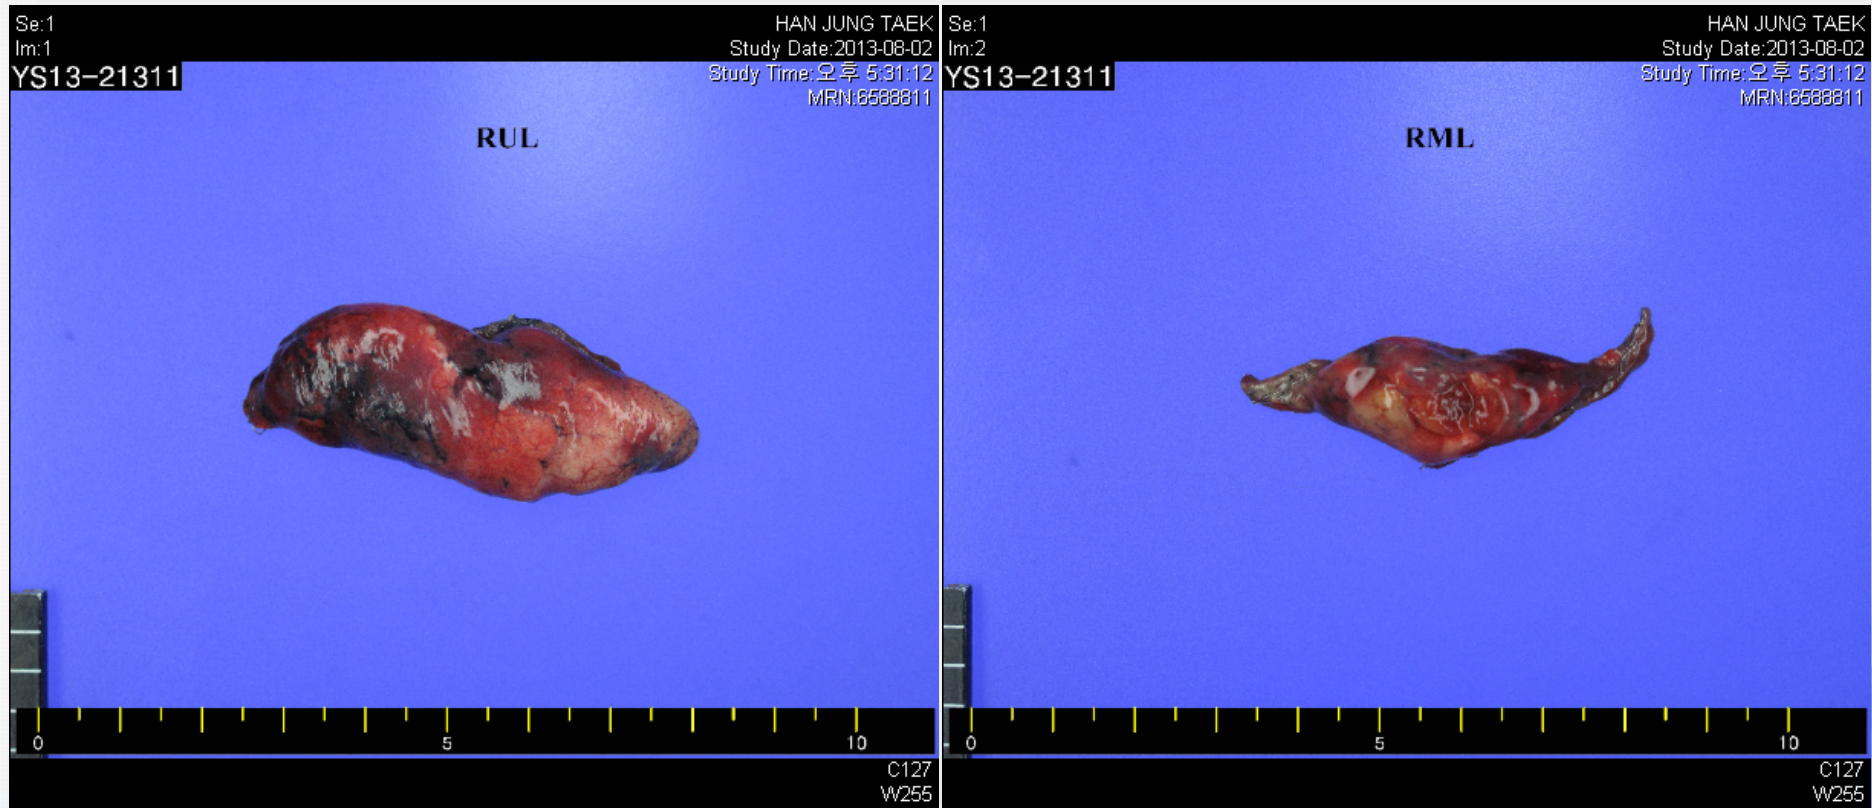 Se:1
Im:1
HAN JUNG TAEK
Study Date:2013-08-02
Study Time:오후 5:31:12
MRN:6588811
YS13-21311
RUL
0 5 10
C127
W255
Se:1
Im:2
HAN JUNG TAEK
Study Date:2013-08-02
Study Time:오후 5:31:12
MRN:6588811
YS13-21311
RML
0 5 10
C127
W255